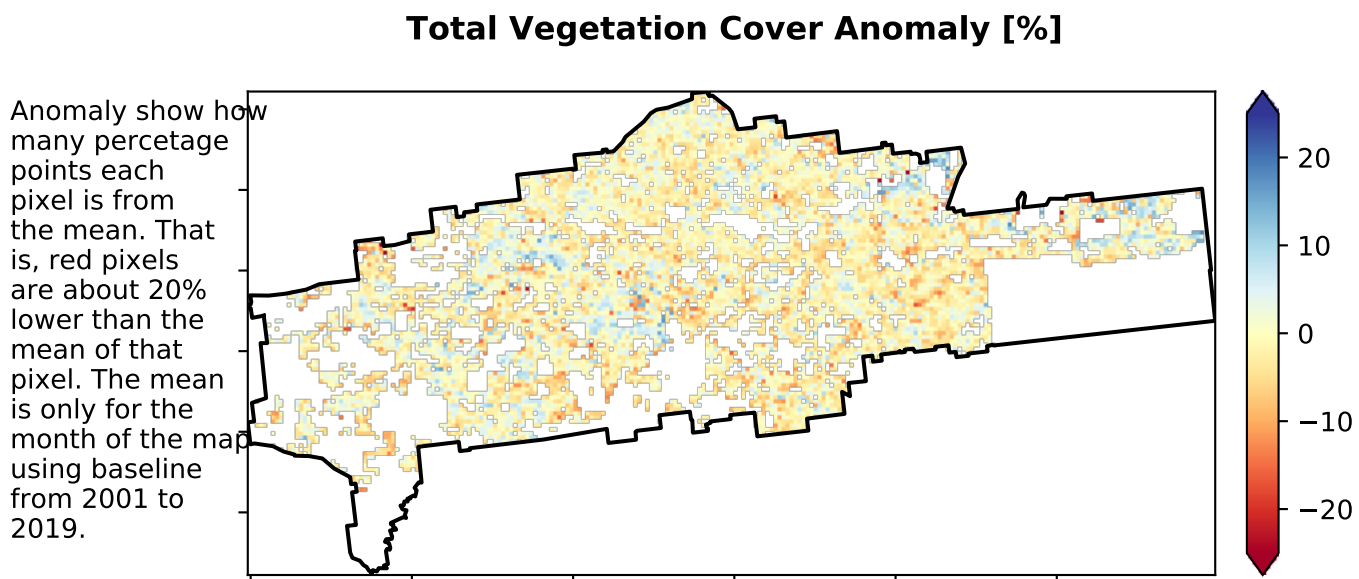 Total Vegetation Cover Anomaly [%]
Anomaly show how
many percetage
points each
pixel is from
the mean. That
is, red pixels
are about 20%
lower than the
mean of that
pixel. The mean
is only for the
month of the map
using baseline
from 2001 to
2019.
20
10
0
−10
−20